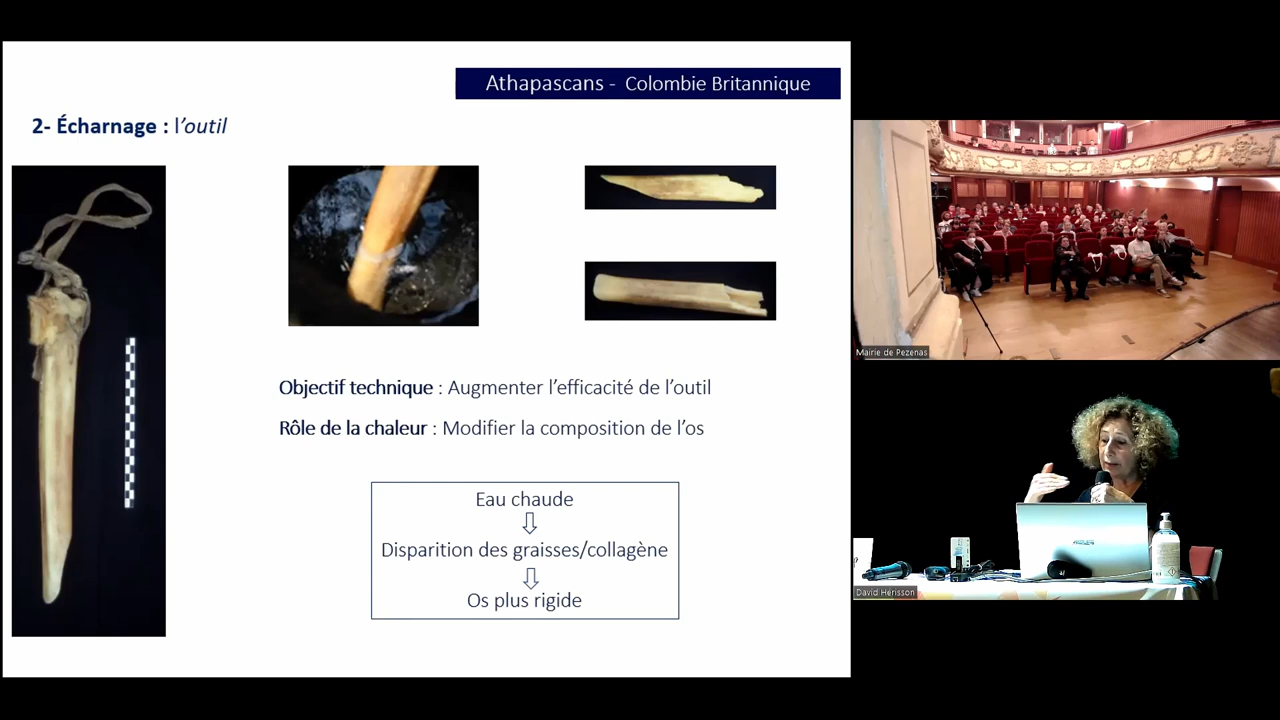 Athapascans - Colombie Britannique
2- Écharnage : l'outil
Objectif technique : Augmenter l'efficacité de l'outil
Rôle de la chaleur : Modifier la composition de l'os
Eau chaude
Disparition des graisses/collagène
Os plus rigide
Mairie de Pezenas
ASUS
David Hérisson